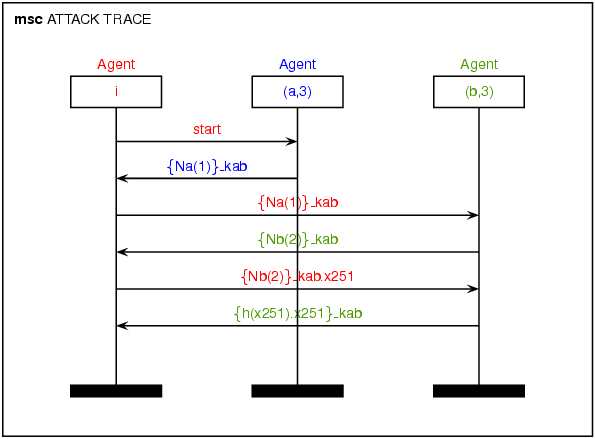 msc ATTACK TRACE
Agent Agent Agent
i (a,3) (b,3)
start
{Na(1)}_kab
{Na(1)}_kab
{Nb(2)}_kab
{Nb(2)}_kab.x251
{h(x251).x251}_kab